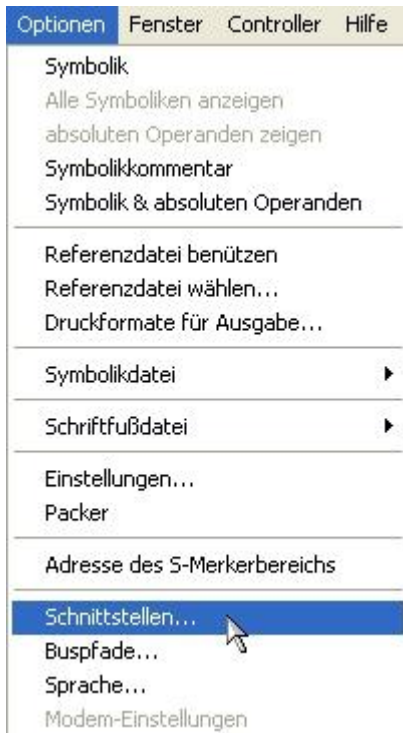 Optionen Fenster Controller Hilfe
Symbolik
Alle Symboliken anzeigen
absoluten Operanden zeigen
Symbolikkommentar
Symbolik & absoluten Operanden
Referenzdatei benützen
Referenzdatei wählen...
Druckformate für Ausgabe...
Symbolikdatei
Schriftfußdatei
Einstellungen...
Packer
Adresse des S-Merkerbereichs
Schnittstellen...
Buspfade...
Sprache...
Modem-Einstellungen